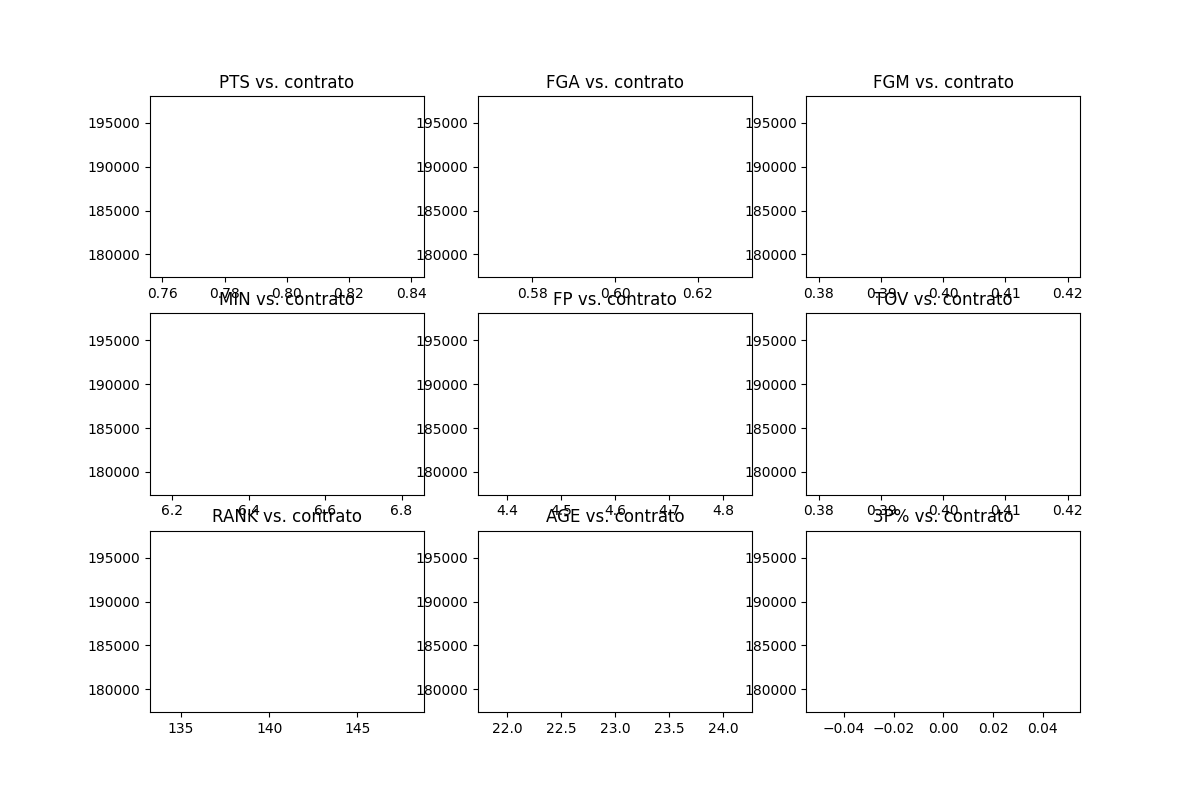 PTS vs. contrato
FGA vs. contrato
FGM vs. contrato
195000
190000
185000
180000
0.76 0.78 0.80 0.82 0.84
195000
190000
185000
180000
0.58 0.60 0.62
195000
190000
185000
180000
0.38 0.39 0.40 0.41 0.42
MIN vs. contrato
FP vs. contrato
TOV vs. contrato
195000
190000
185000
180000
6.2 6.4 6.6 6.8
195000
190000
185000
180000
4.4 4.5 4.6 4.7 4.8
195000
190000
185000
180000
0.38 0.39 0.40 0.41 0.42
RANK vs. contrato
AGE vs. contrato
3P% vs. contrato
195000
190000
185000
180000
135 140 145
195000
190000
185000
180000
22.0 22.5 23.0 23.5 24.0
195000
190000
185000
180000
−0.04 −0.02 0.00 0.02 0.04